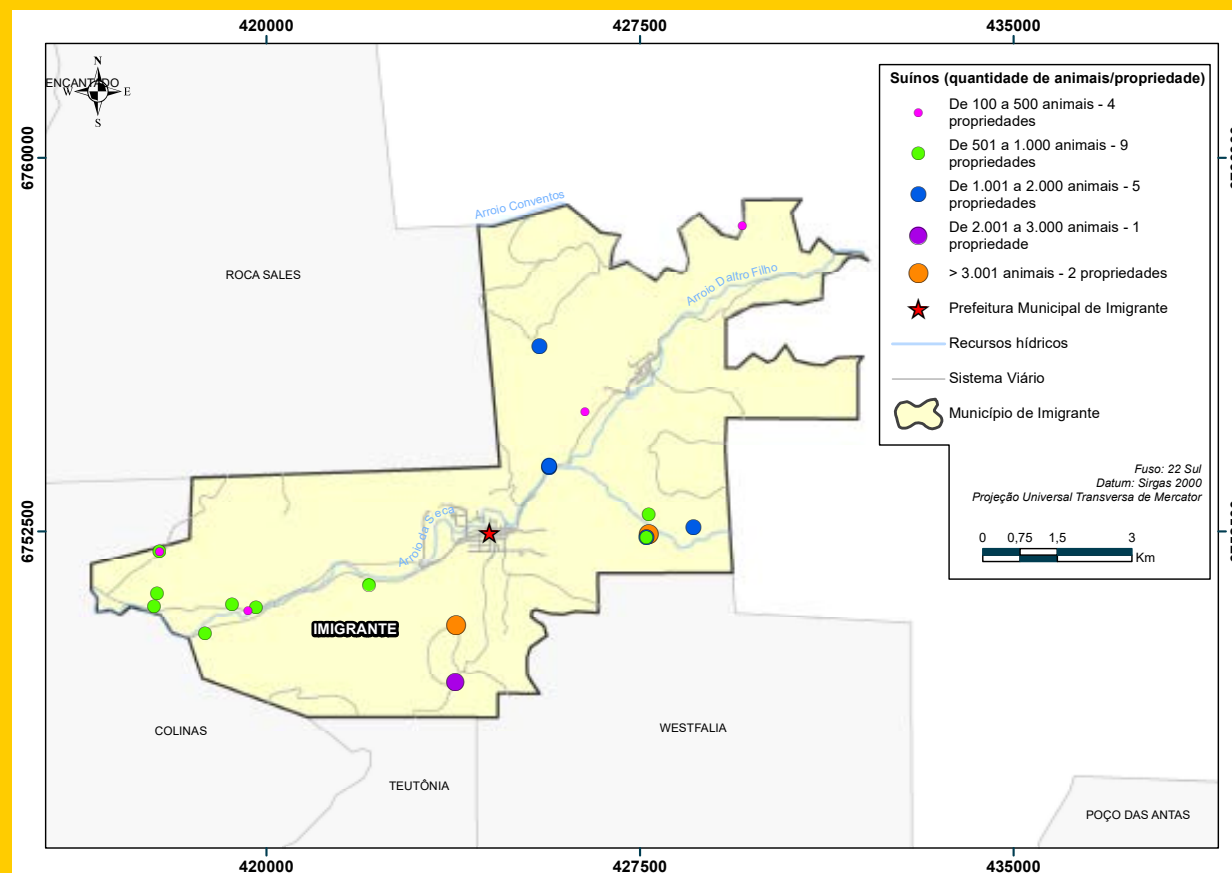 420000
427500
435000
ENCANTADO
N
W
E
S
Suínos (quantidade de animais/propriedade)
De 100 a 500 animais - 4
propriedades
De 501 a 1.000 animais - 9
propriedades
De 1.001 a 2.000 animais - 5
propriedades
De 2.001 a 3.000 animais - 1
propriedade
> 3.001 animais - 2 propriedades
Prefeitura Municipal de Imigrante
Recursos hídricos
Sistema Viário
Município de Imigrante
6760000
Arroio Conventos
ROCA SALES
Arroio Daltro Filho
Fuso: 22 Sul
Datum: Sirgas 2000
Projeção Universal Transversa de Mercator
0 0,75 1,5 3
Km
6752500
Arroio da Seca
IMIGRANTE
COLINAS
WESTFALIA
TEUTÔNIA
POÇO DAS ANTAS
420000
427500
435000